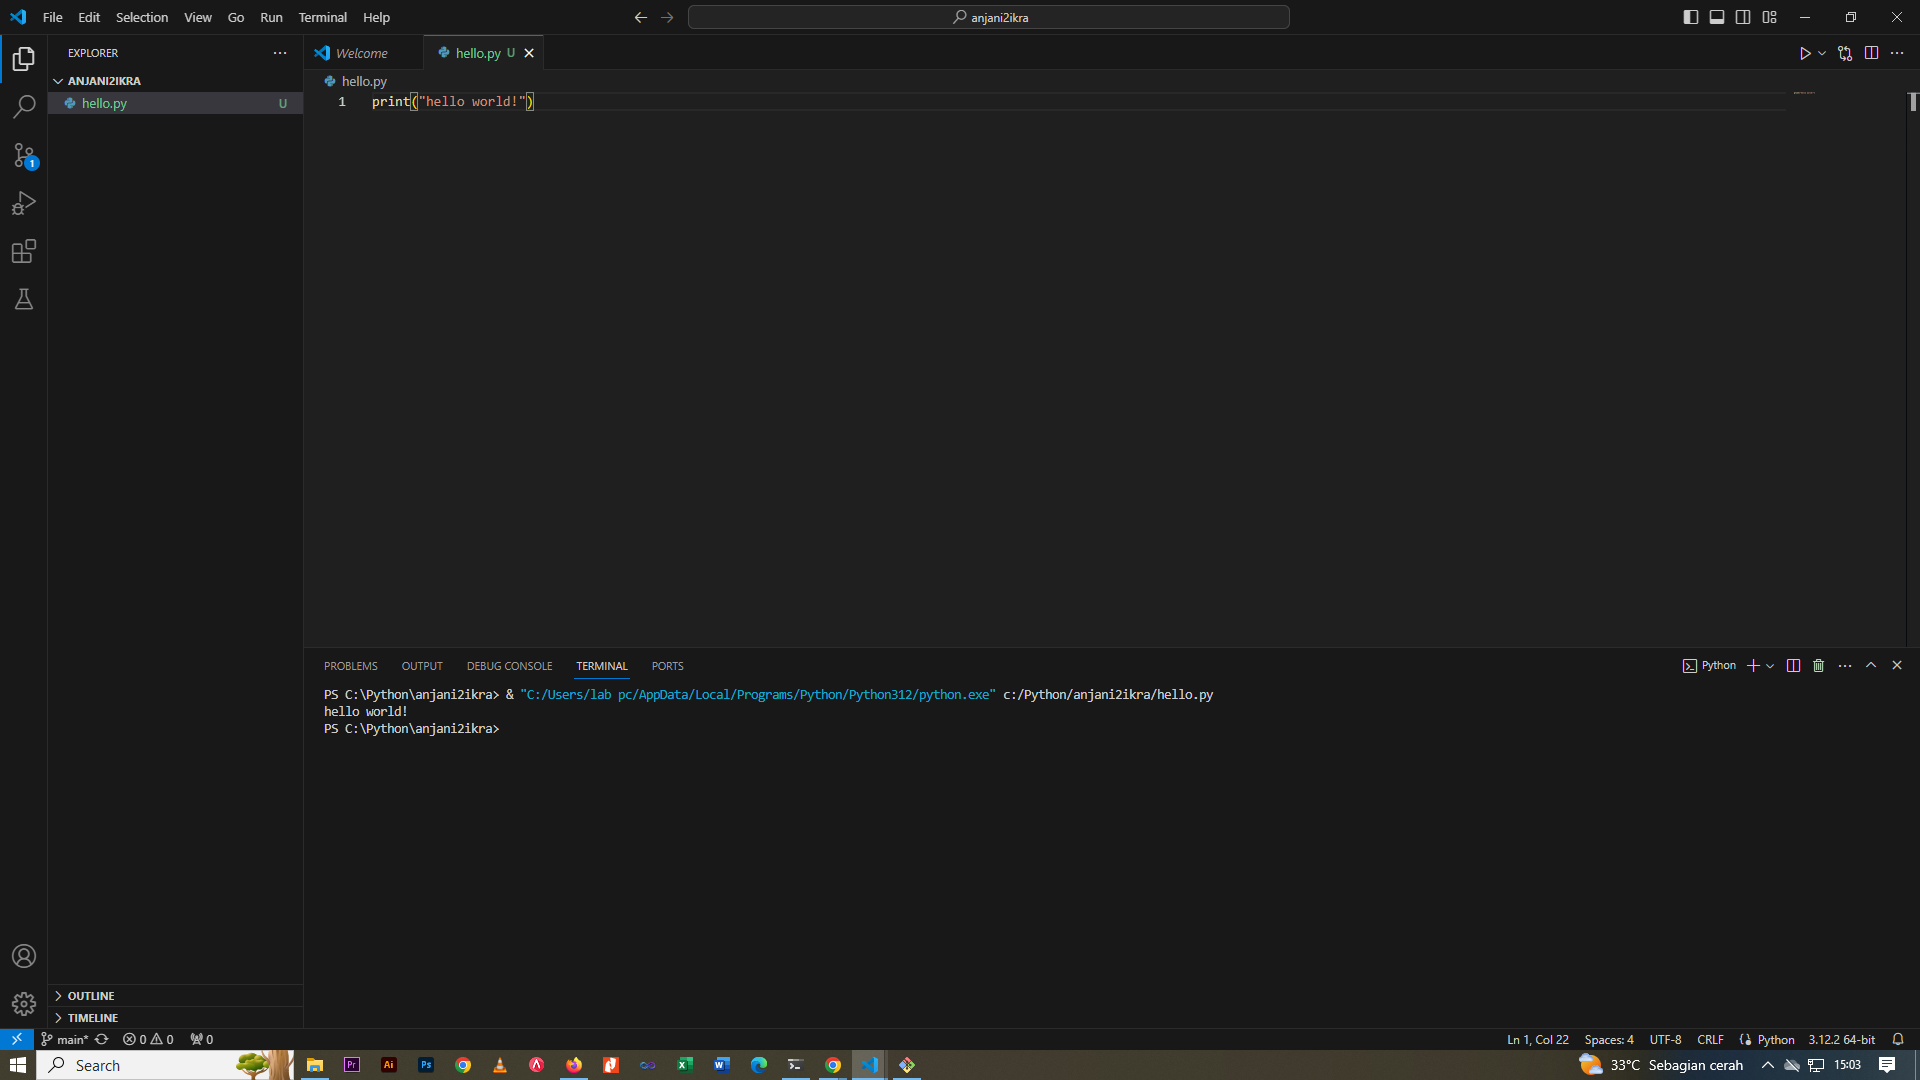 File Edit Selection View Go Run Terminal Help
anjani2ikra
EXPLORER
ANJANI2IKRA
hello.py U
1
Welcome
hello.py U
hello.py
1 print("hello world!")
PROBLEMS OUTPUT DEBUG CONSOLE TERMINAL PORTS
Python
PS C:\Python\anjani2ikra> & "C:/Users/lab pc/AppData/Local/Programs/Python/Python312/python.exe" c:/Python/anjani2ikra/hello.py
hello world!
PS C:\Python\anjani2ikra>
OUTLINE
TIMELINE
main* 0 0 0
Ln 1, Col 22 Spaces: 4 UTF-8 CRLF Python 3.12.2 64-bit
Search
Pr Ai Ps
33°C Sebagian cerah 15:03